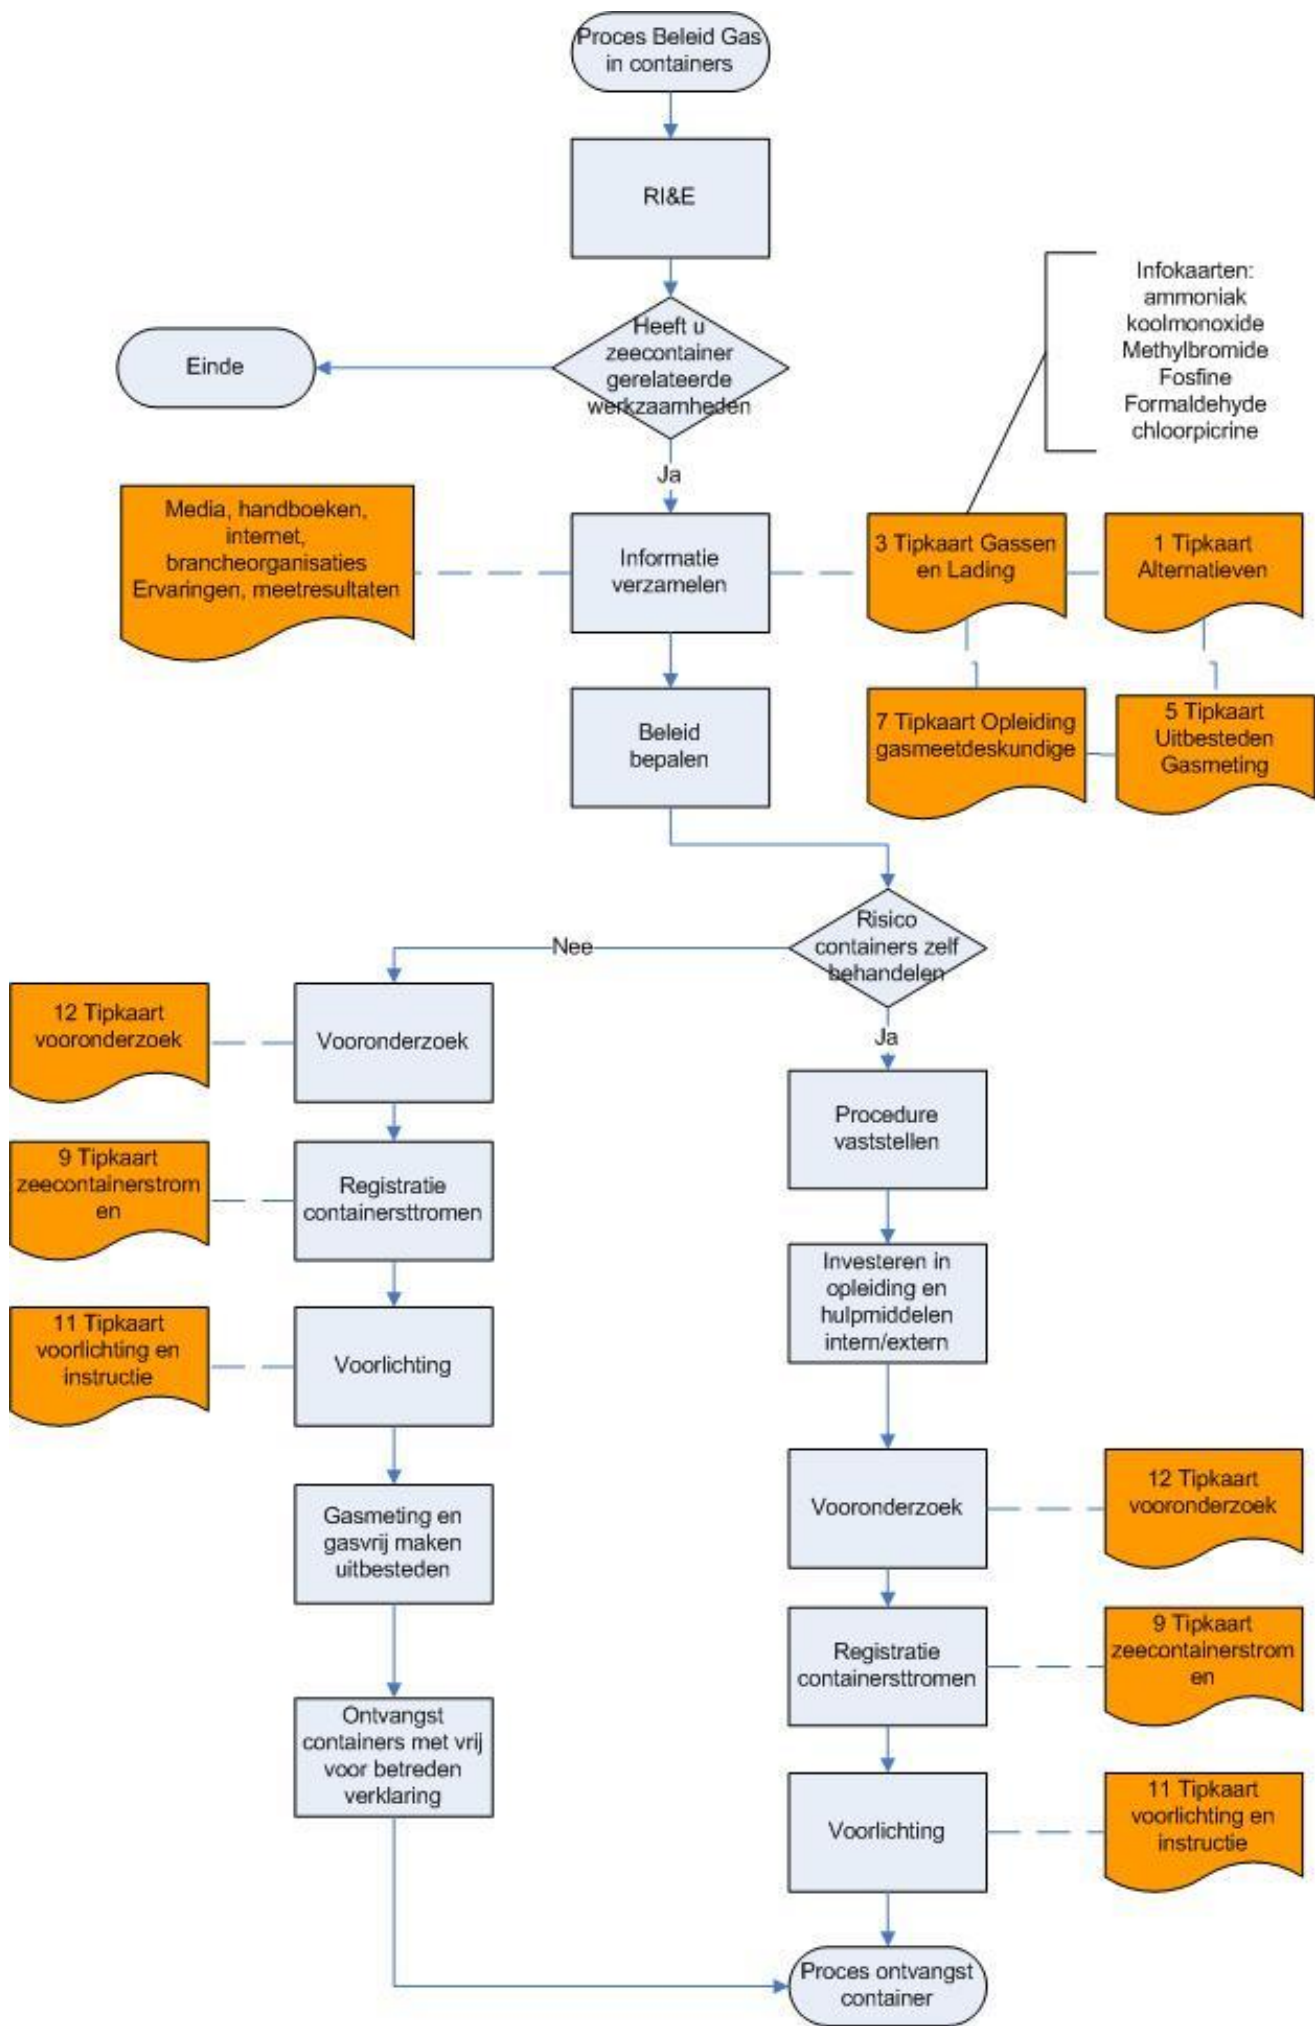 Proces Beleid Gas
in containers
RI&E
Heeft u
zeecontainer
gerelateerde
werkzaamheden
Einde
Infokaarten:
ammoniak
koolmonoxide
Methylbromide
Fosfine
Formaldehyde
chloorpicrine
Ja
Media, handboeken,
internet,
brancheorganisaties
Ervaringen, meetresultaten
Informatie
verzamelen
3 Tipkaart Gassen
en Lading
1 Tipkaart
Alternatieven
Beleid
bepalen
7 Tipkaart Opleiding
gasmeetdeskundige
5 Tipkaart
Uitbesteden
Gasmeting
Risico
containers zelf
behandelen
Nee
12 Tipkaart
vooronderzoek
Vooronderzoek
9 Tipkaart
zeecontainerstrom
en
Registratie
containersttromen
11 Tipkaart
voorlichting en
instructie
Voorlichting
Gasmeting en
gasvrij maken
uitbesteden
Ontvangst
containers met vrij
voor betreden
verklaring
Ja
Procedure
vaststellen
Investeren in
opleiding en
hulpmiddelen
intern/extern
Vooronderzoek
12 Tipkaart
vooronderzoek
Registratie
containersttromen
9 Tipkaart
zeecontainerstrom
en
Voorlichting
11 Tipkaart
voorlichting en
instructie
Proces ontvangst
container